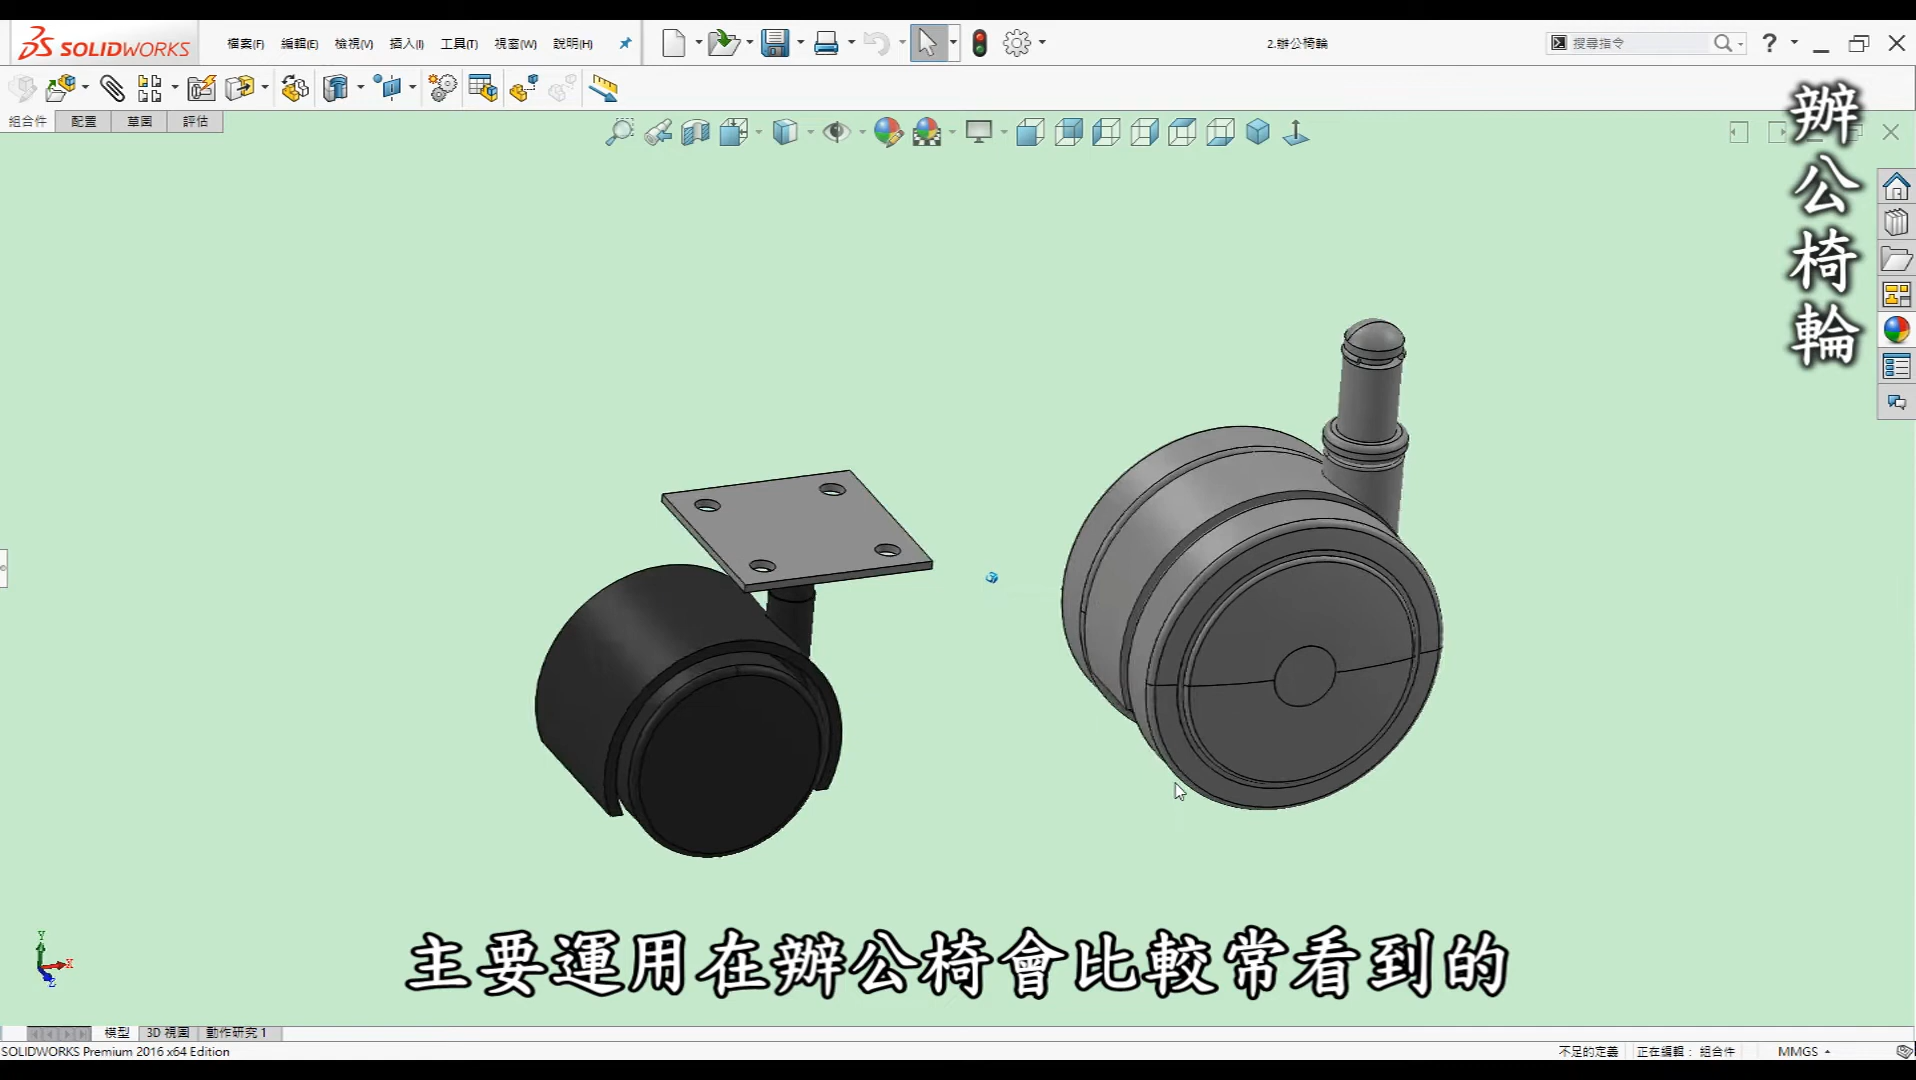 SOLIDWORKS
檔案(F) 編輯(E) 檢視(V) 插入(I) 工具(T) 視窗(W) 說明(H)
2.辦公椅輪
搜尋指令
組合件 配置 草圖 評估
辦公椅輪
Y
X
Z
主要運用在辦公椅會比較常看到的
模型 3D 視圖 動作研究 1
SOLIDWORKS Premium 2016 x64 Edition
不足的定義 正在編輯： 組合件 MMGS